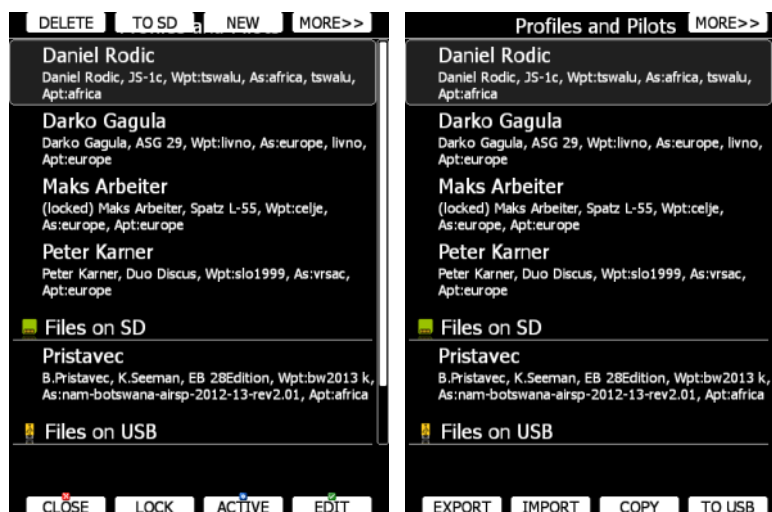 DELETE TO SD NEW MORE>>
Daniel Rodic
Daniel Rodic, JS-1c, Wpt:tswalu, As:africa, tswalu,
Apt:africa
Darko Gagula
Darko Gagula, ASG 29, Wpt:livno, As:europe, livno,
Apt:europe
Maks Arbeiter
(locked) Maks Arbeiter, Spatz L-55, Wpt:celje,
As:europe, Apt:europe
Peter Karner
Peter Karner, Duo Discus, Wpt:slo1999, As:vrsac,
Apt:europe
Files on SD
Pristavec
B.Pristavec, K.Seeman, EB 28Edition, Wpt:bw2013 k,
As:nam-botswana-airsp-2012-13-rev2.01, Apt:africa
Files on USB
CLOSE LOCK ACTIVE EDIT
Profiles and Pilots MORE>>
Daniel Rodic
Daniel Rodic, JS-1c, Wpt:tswalu, As:africa, tswalu,
Apt:africa
Darko Gagula
Darko Gagula, ASG 29, Wpt:livno, As:europe, livno,
Apt:europe
Maks Arbeiter
(locked) Maks Arbeiter, Spatz L-55, Wpt:celje,
As:europe, Apt:europe
Peter Karner
Peter Karner, Duo Discus, Wpt:slo1999, As:vrsac,
Apt:europe
Files on SD
Pristavec
B.Pristavec, K.Seeman, EB 28Edition, Wpt:bw2013 k,
As:nam-botswana-airsp-2012-13-rev2.01, Apt:africa
Files on USB
EXPORT IMPORT COPY TO USB